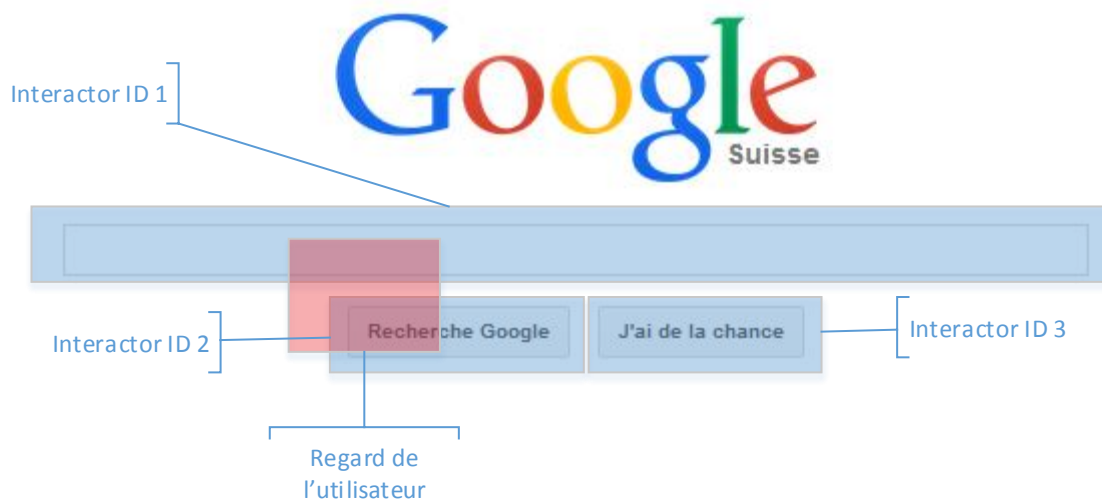 Google
Suisse
Interactor ID 1
Recherche Google
J'ai de la chance
Interactor ID 2
Interactor ID 3
Regard de
l'utilisateur